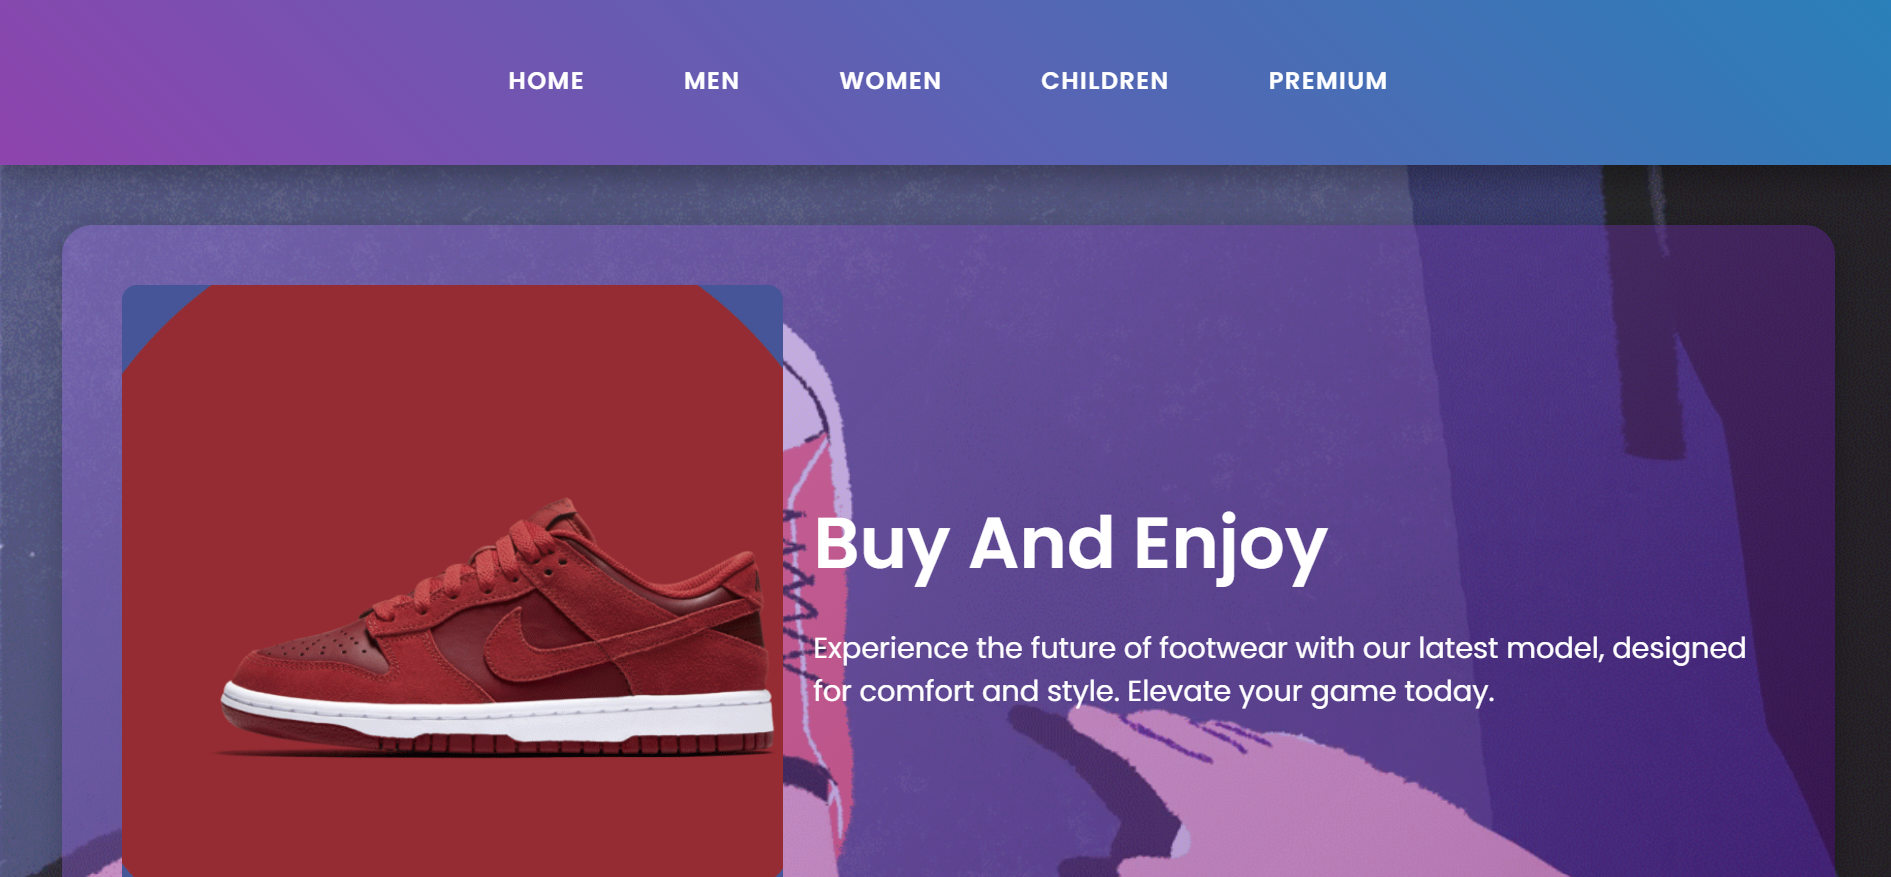 HOME MEN WOMEN CHILDREN PREMIUM
Buy And Enjoy
Experience the future of footwear with our latest model, designed
for comfort and style. Elevate your game today.